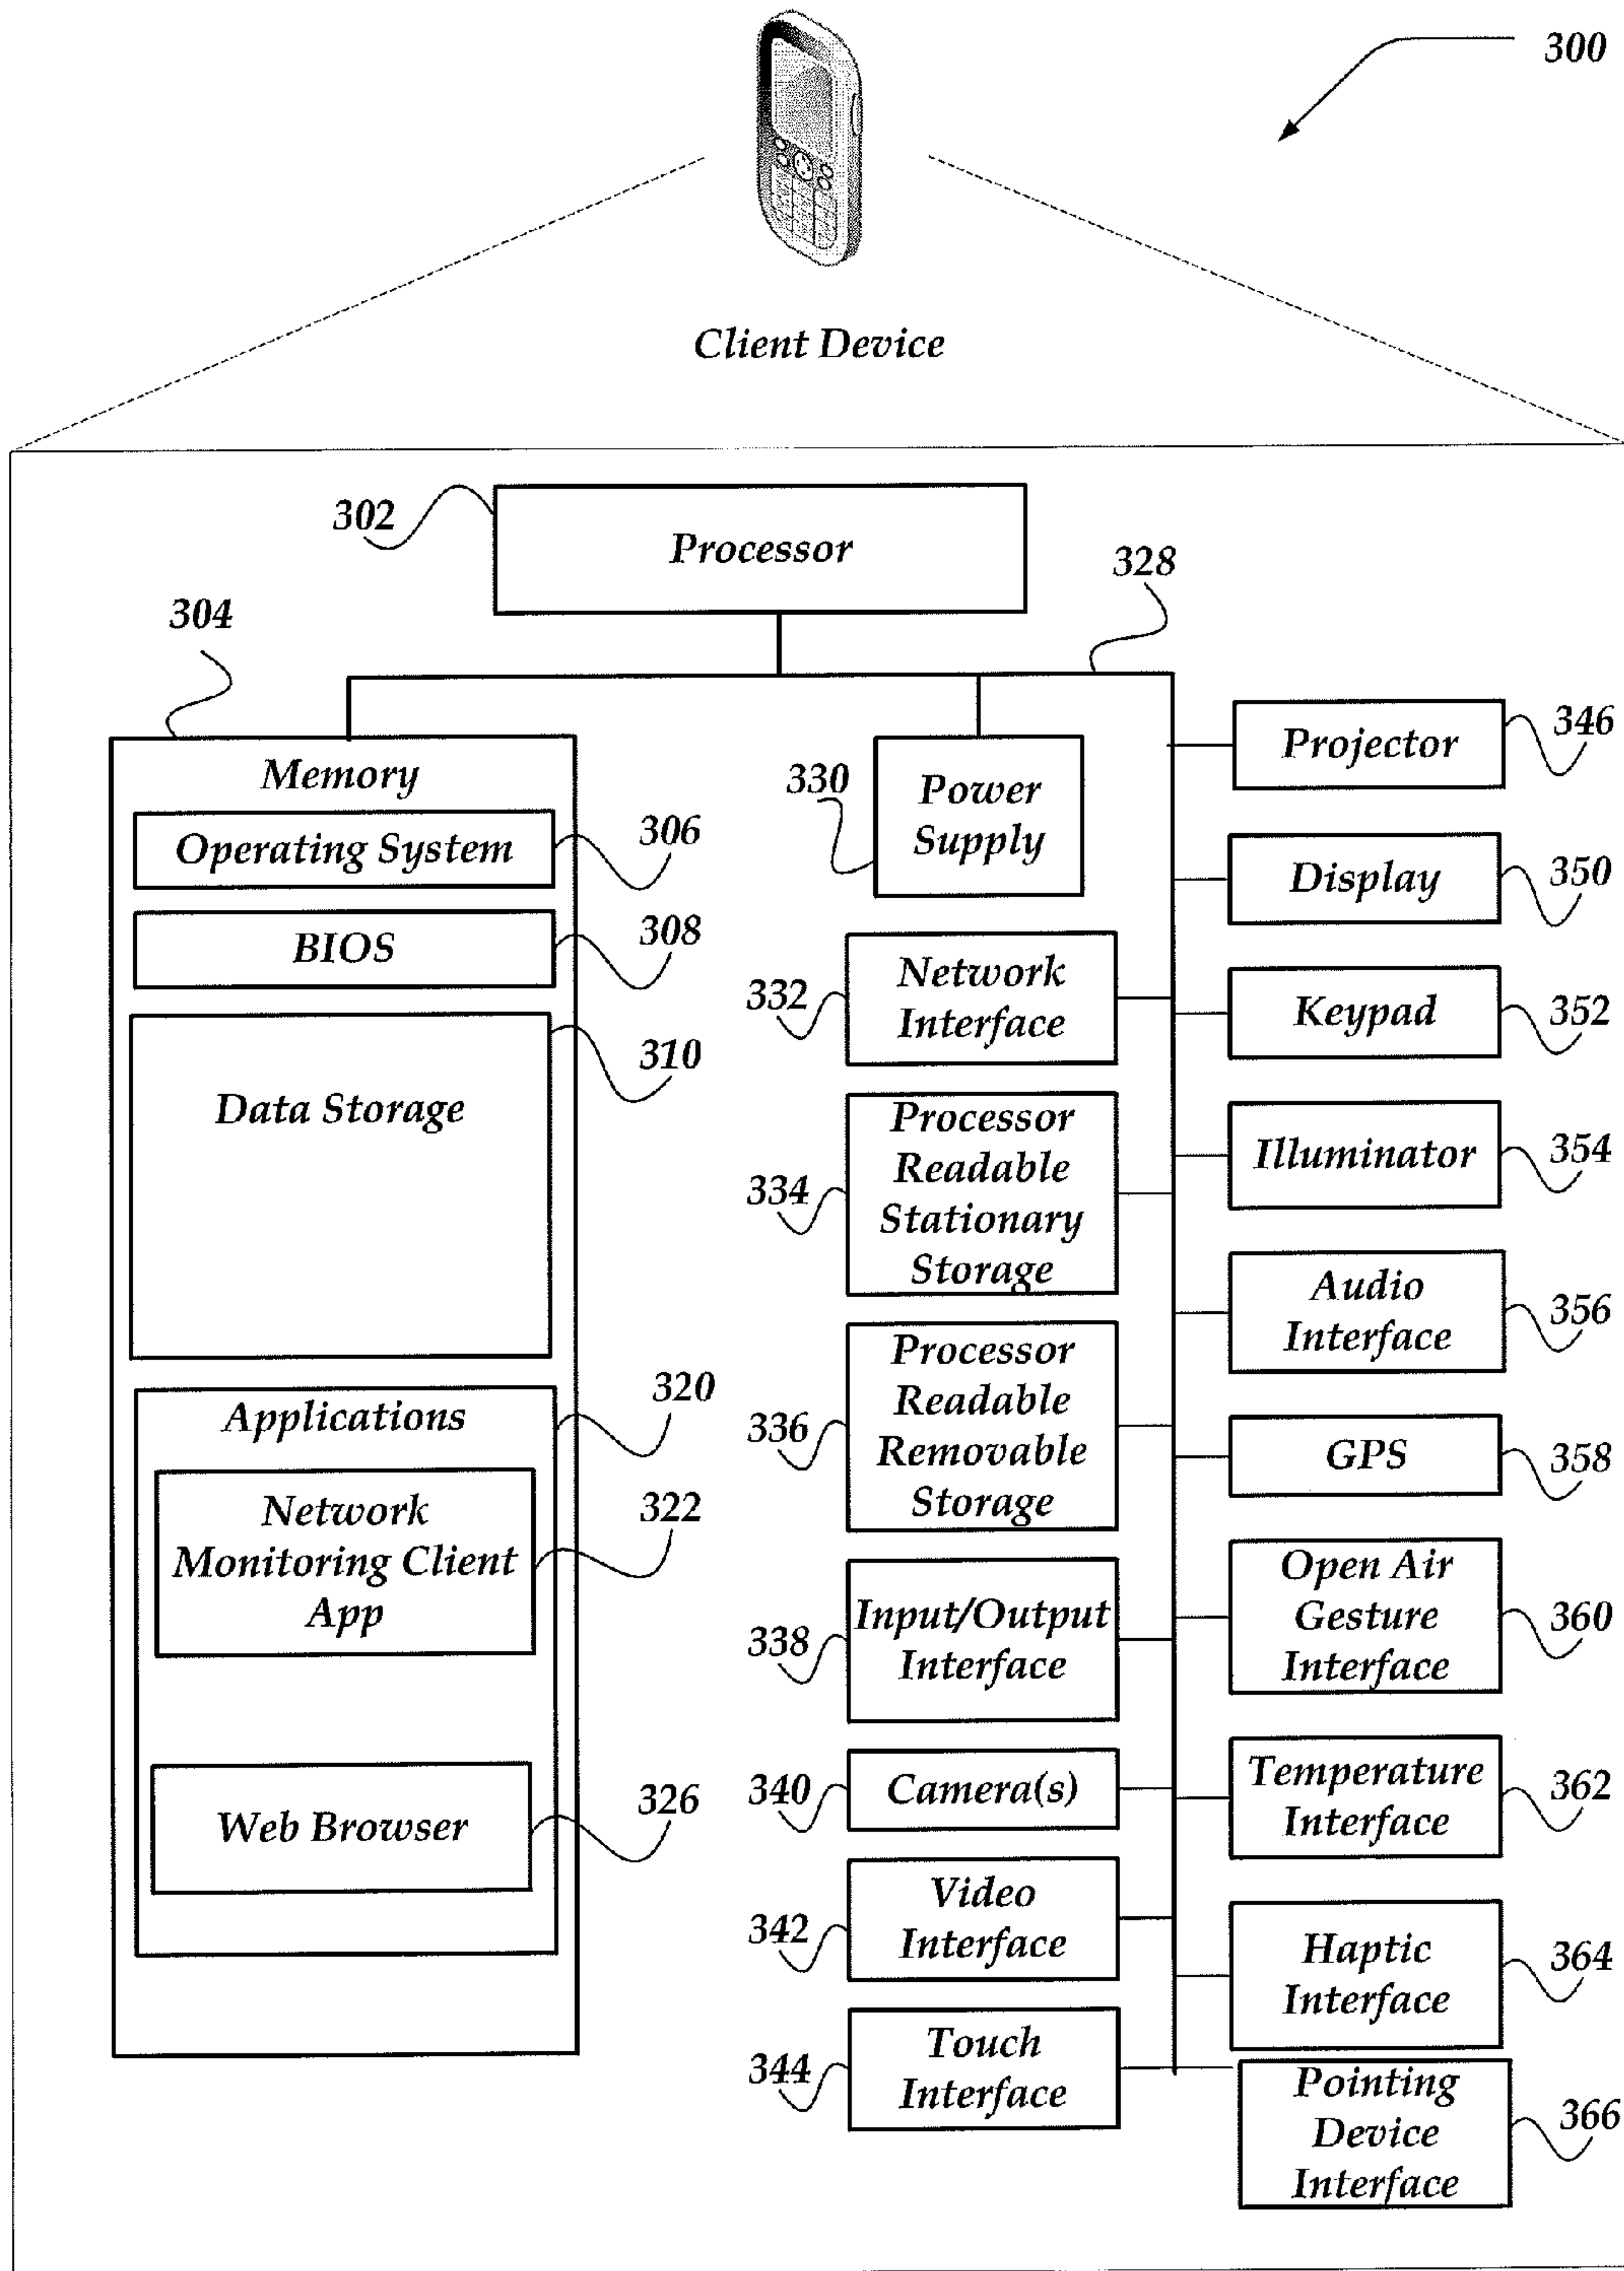 300
Client Device
302
Processor
328
304
Memory
Operating System
306
BIOS
308
Data Storage
310
Applications
320
Network
Monitoring Client
App
322
Web Browser
326
330
Power
Supply
332
Network
Interface
334
Processor
Readable
Stationary
Storage
336
Processor
Readable
Removable
Storage
338
Input/Output
Interface
340
Camera(s)
342
Video
Interface
344
Touch
Interface
Projector
346
Display
350
Keypad
352
Illuminator
354
Audio
Interface
356
GPS
358
Open Air
Gesture
Interface
360
Temperature
Interface
362
Haptic
Interface
364
Pointing
Device
Interface
366